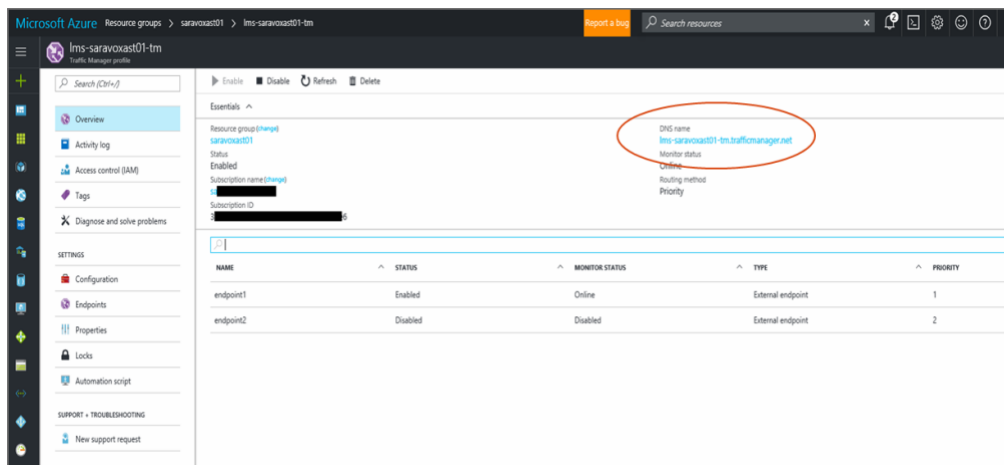 Microsoft Azure Resource groups > saravoxast01 > lms-saravoxast01-tm Report a bug Search resources x 2
lms-saravoxast01-tm
Traffic Manager profile
Search (Ctrl+/)
Enable Disable Refresh Delete
Essentials
Overview
Activity log
Access control (IAM)
Tags
Diagnose and solve problems
SETTINGS
Configuration
Endpoints
Properties
Locks
Automation script
SUPPORT + TROUBLESHOOTING
New support request
Resource group (change)
saravoxast01
Status
Enabled
Subscription name (change)
Subscription ID
3 6
DNS name
lms-saravoxast01-tm.trafficmanager.net
Monitor status
Online
Routing method
Priority
NAME STATUS MONITOR STATUS TYPE PRIORITY
endpoint1 Enabled Online External endpoint 1
endpoint2 Disabled Disabled External endpoint 2